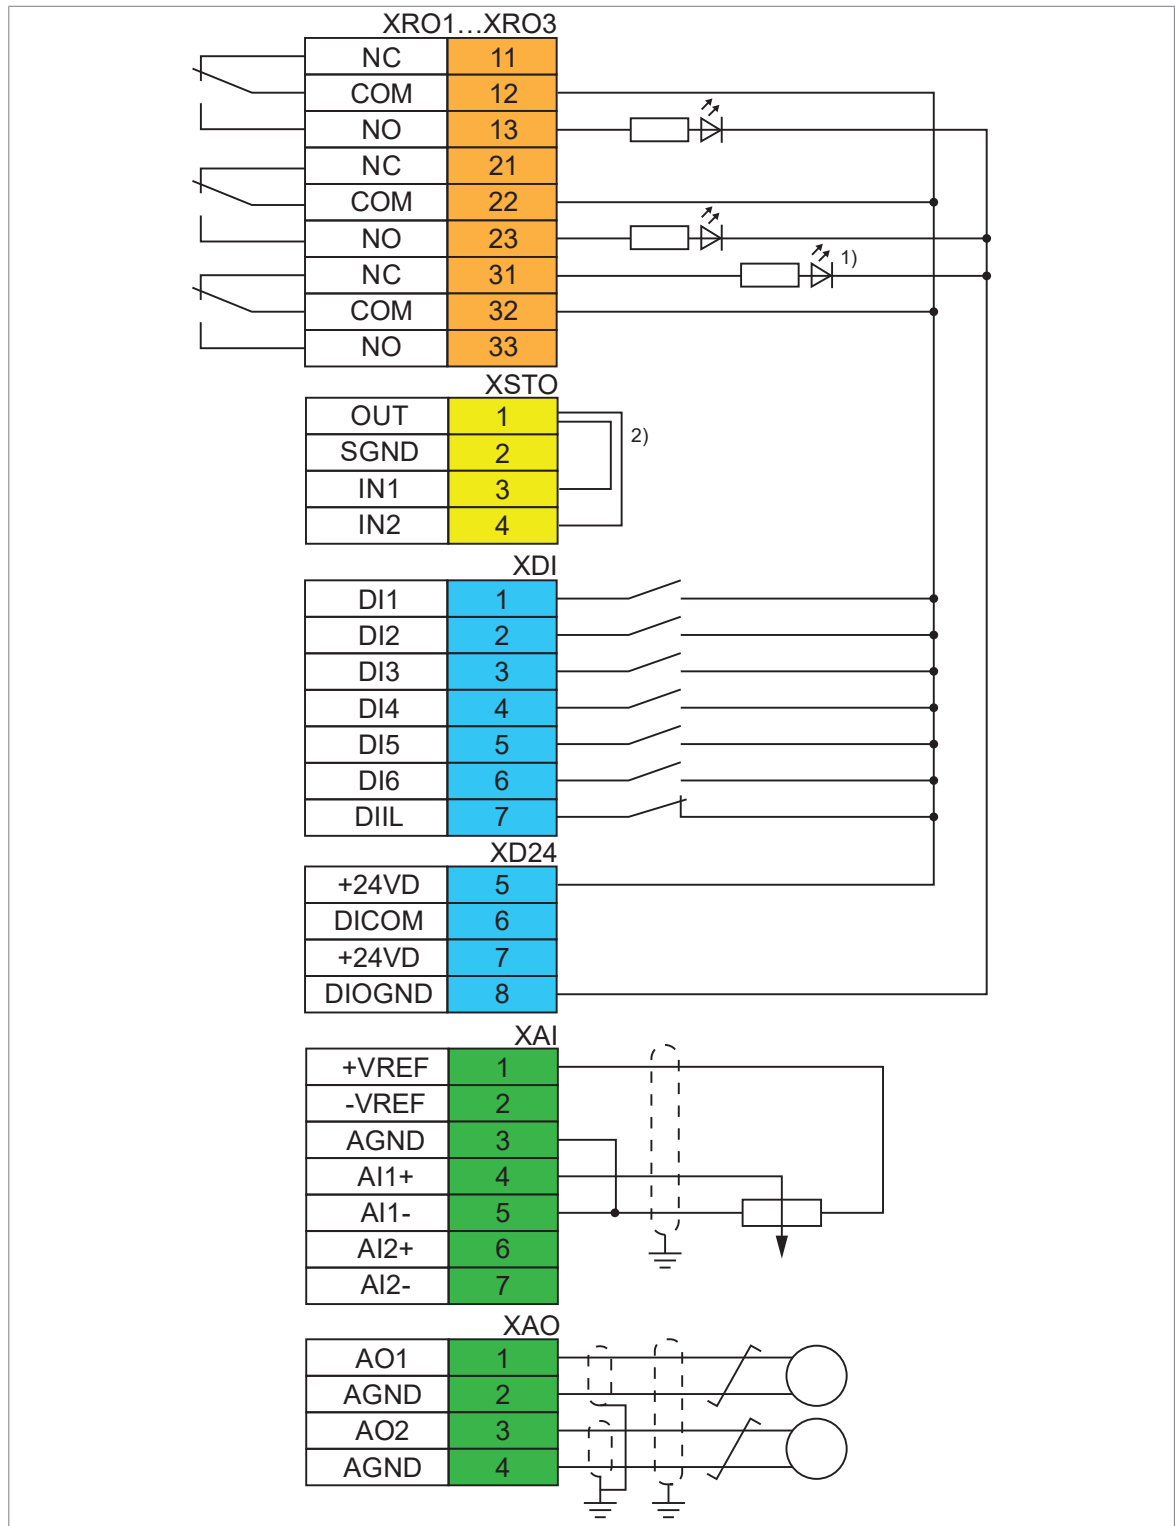 XRO1...XRO3
NC 11
COM 12
NO 13
NC 21
COM 22
NO 23
NC 31 1)
COM 32
NO 33
XSTO
OUT 1
2)
SGND 2
IN1 3
IN2 4
XDI
DI1 1
DI2 2
DI3 3
DI4 4
DI5 5
DI6 6
DIIL 7
XD24
+24VD 5
DICOM 6
+24VD 7
DIOGND 8
XAI
+VREF 1
-VREF 2
AGND 3
AI1+ 4
AI1- 5
AI2+ 6
AI2- 7
XAO
AO1 1
AGND 2
AO2 3
AGND 4